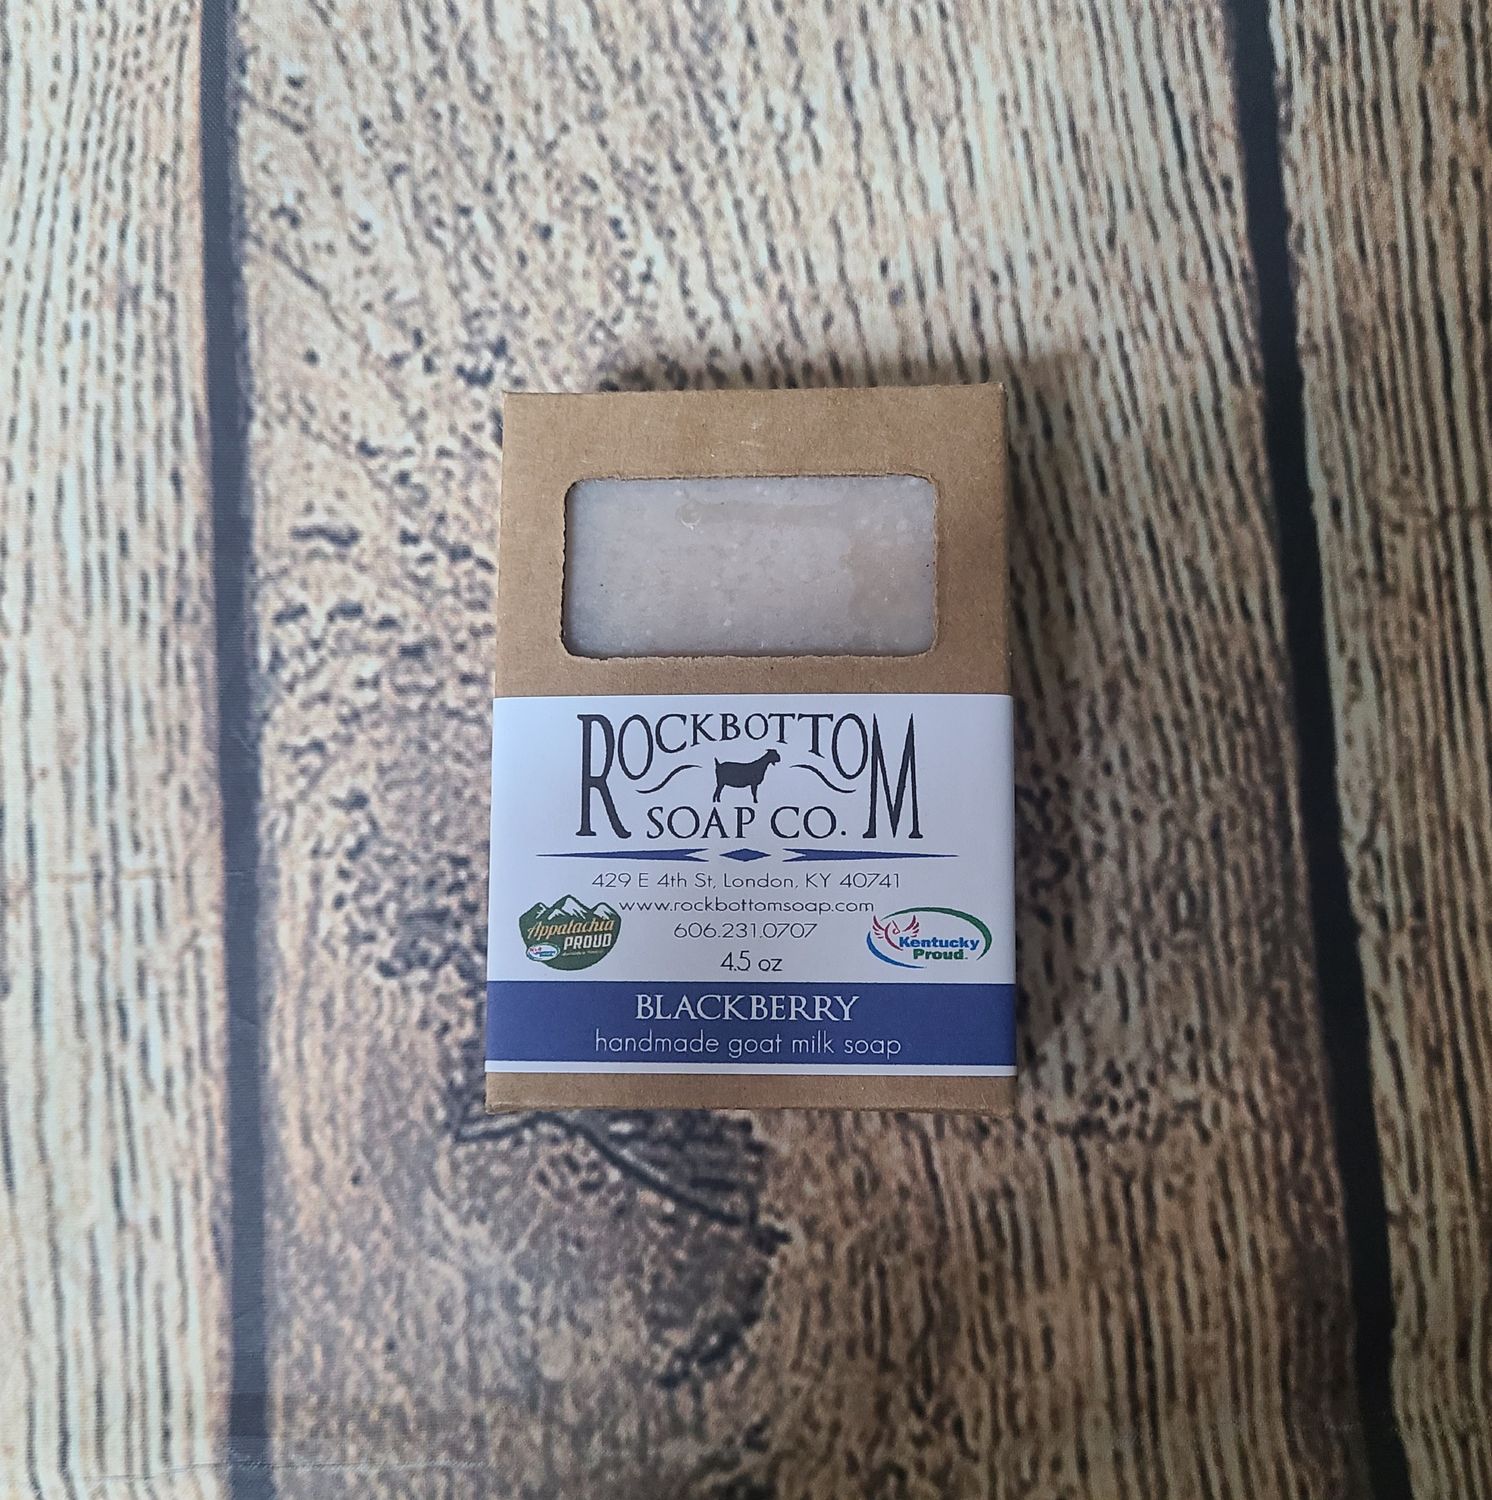 ROCKBOTTOM
SOAP CO.
429 E 4th St, London, KY 40741
www.rockbottomsoap.com
606.231.0707
4.5 oz
Appalachia
PROUD
Kentucky
Proud
BLACKBERRY
handmade goat milk soap